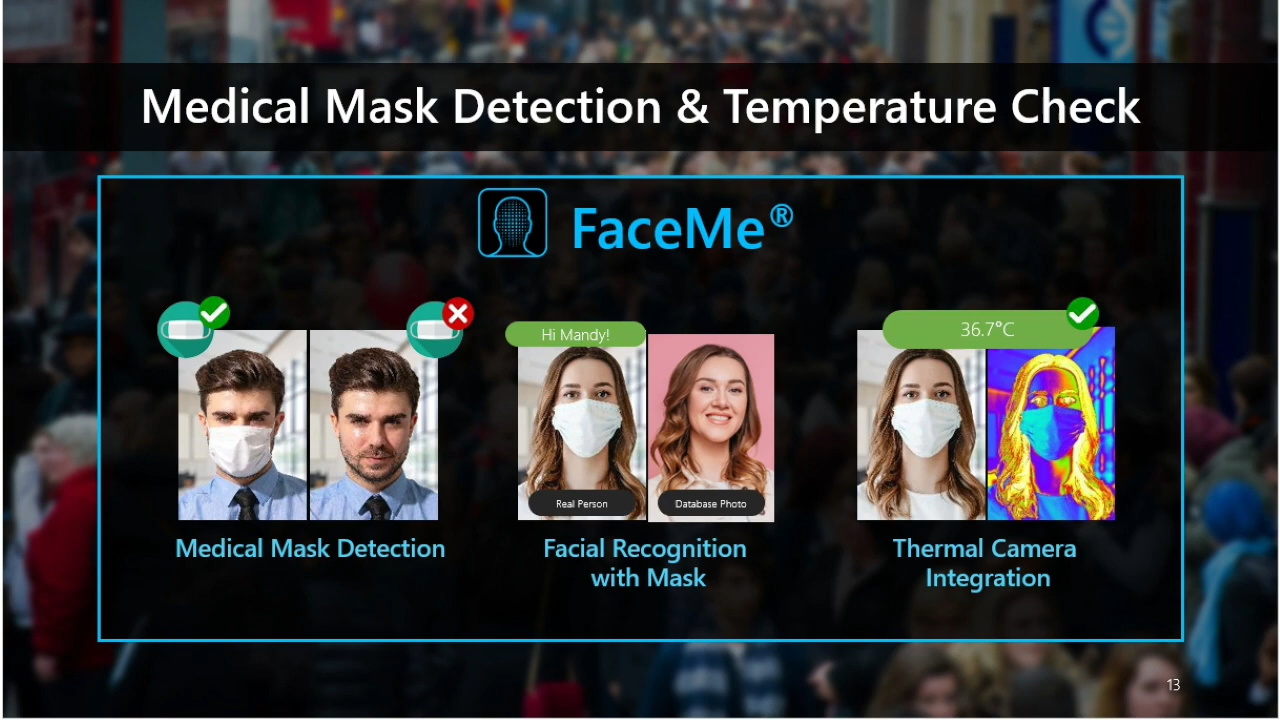 Medical Mask Detection & Temperature Check
FaceMe®
Hi Mandy!
36.7°C
Real Person
Database Photo
Medical Mask Detection
Facial Recognition
with Mask
Thermal Camera
Integration
13